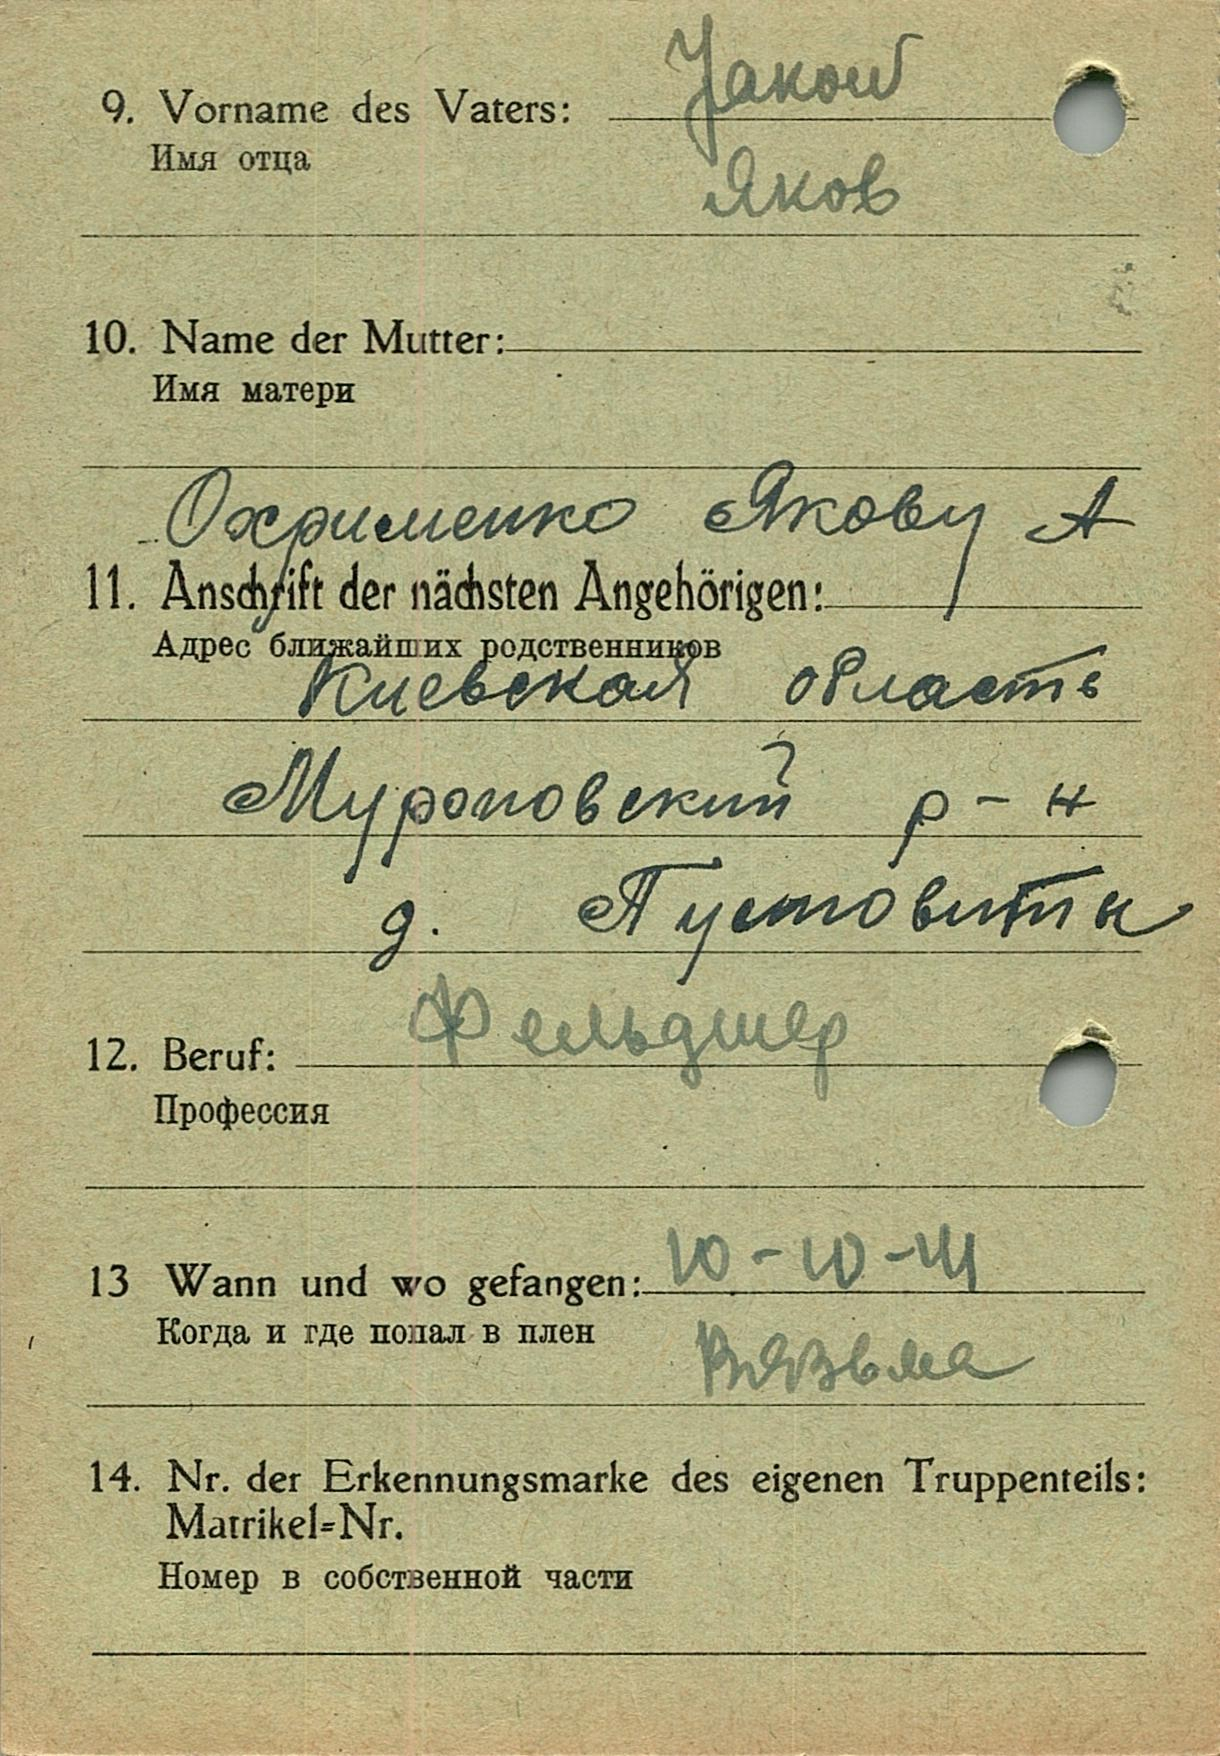 Jakow
9. Vorname des Vaters:
Имя отца
Яков
10. Name der Mutter:
Имя матери
Охрименко Якову А
11. Anschrift der nächsten Angehörigen:
Адрес ближайших родственников
Киевская область
Муроповский р-н
д. Пустовиты
Фельдшер
12. Beruf:
Профессия
13 Wann und wo gefangen: 10-10-41
Когда и где попал в плен
Вязьма
14. Nr. der Erkennungsmarke des eigenen Truppenteils:
Matrikel=Nr.
Номер в собственной части